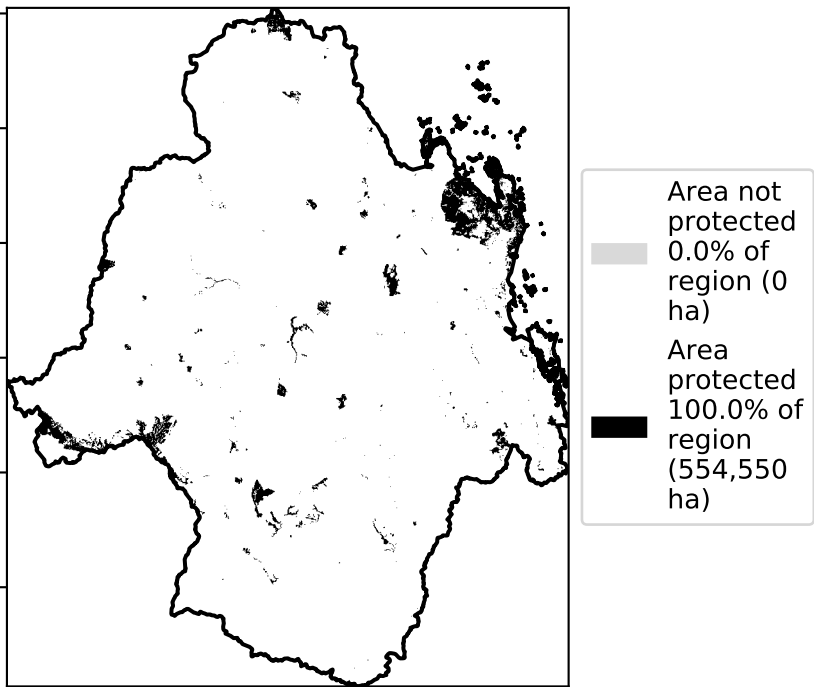 Area not
protected
0.0% of
region (0
ha)
Area
protected
100.0% of
region
(554,550
ha)